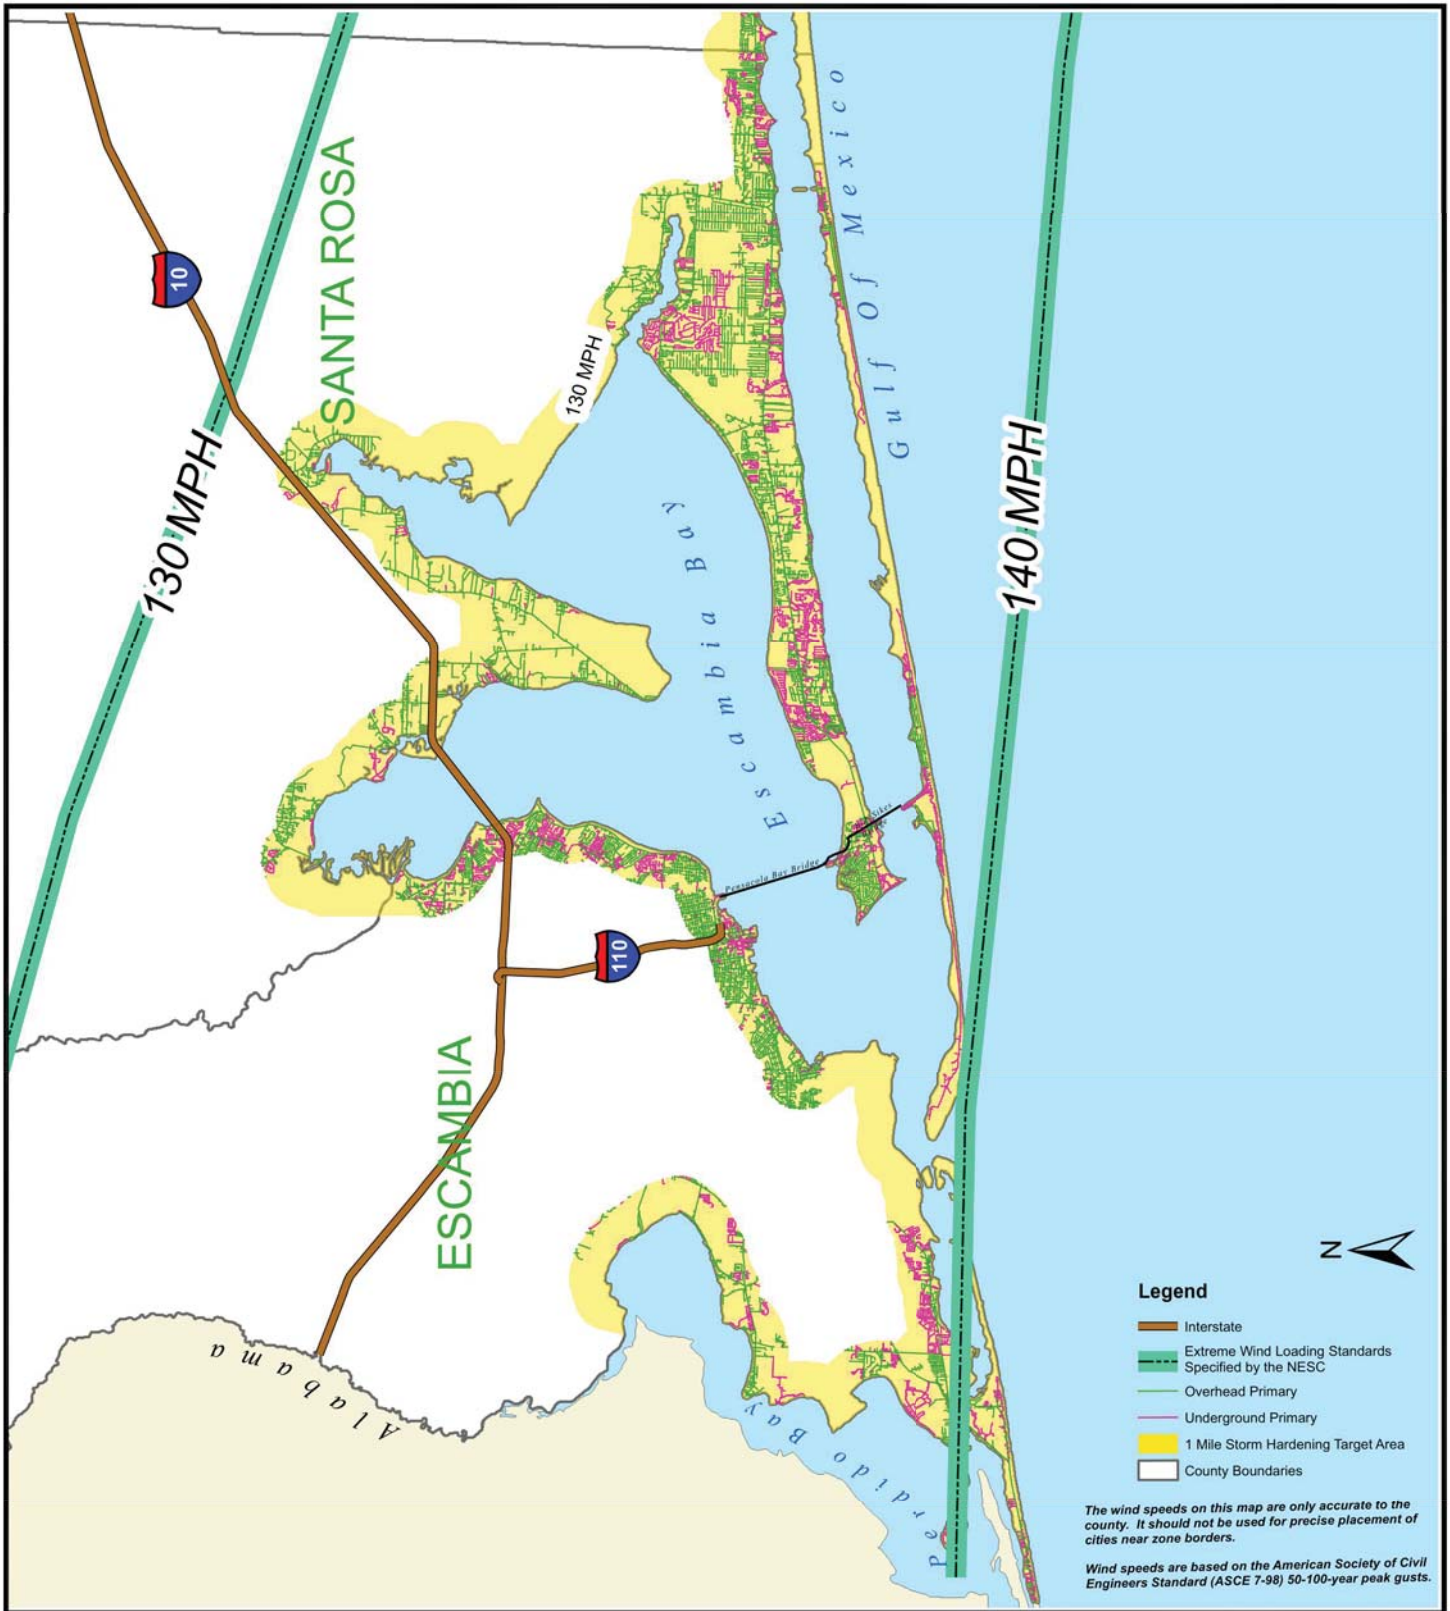 10
SANTA ROSA
130 MPH
130 MPH
Gulf Of Mexico
Escambia Bay
140 MPH
Sikes
Pensacola Bay Bridge
110
ESCAMBIA
Alabama
Perdido Bay
N
Legend
Interstate
Extreme Wind Loading Standards
Specified by the NESC
Overhead Primary
Underground Primary
1 Mile Storm Hardening Target Area
County Boundaries
The wind speeds on this map are only accurate to the
county. It should not be used for precise placement of
cities near zone borders.
Wind speeds are based on the American Society of Civil
Engineers Standard (ASCE 7-98) 50-100-year peak gusts.